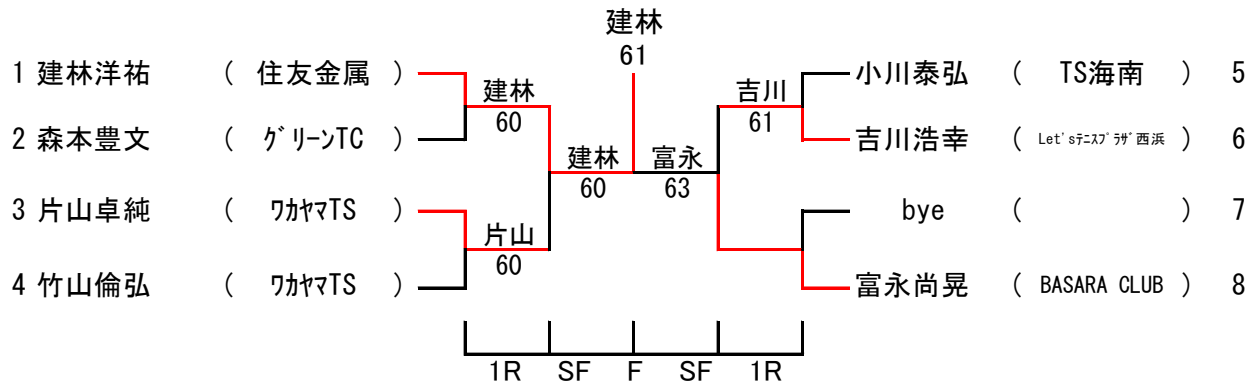 建林
61
1 建林洋祐 ( 住友金属 )
2 森本豊文 ( グリーンTC )
3 片山卓純 ( ワカヤマTS )
4 竹山倫弘 ( ワカヤマTS )
建林
60
片山
60
建林
60
富永
63
吉川
61
小川泰弘 ( TS海南 ) 5
吉川浩幸 ( Let'sテニスプラザ西浜 ) 6
bye ( ) 7
富永尚晃 ( BASARA CLUB ) 8
1R SF F SF 1R